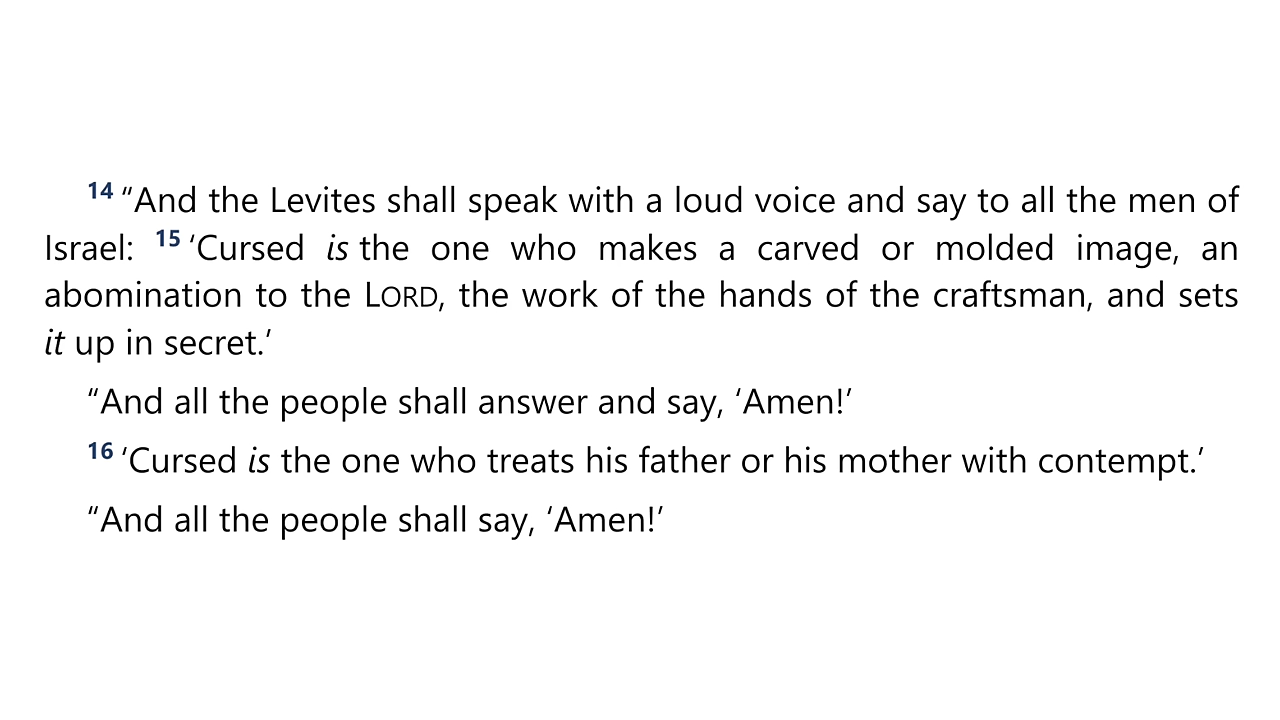 14 “And the Levites shall speak with a loud voice and say to all the men of
Israel: 15 ‘Cursed is the one who makes a carved or molded image, an
abomination to the LORD, the work of the hands of the craftsman, and sets
it up in secret.’
“And all the people shall answer and say, ‘Amen!’
16 ‘Cursed is the one who treats his father or his mother with contempt.’
“And all the people shall say, ‘Amen!’